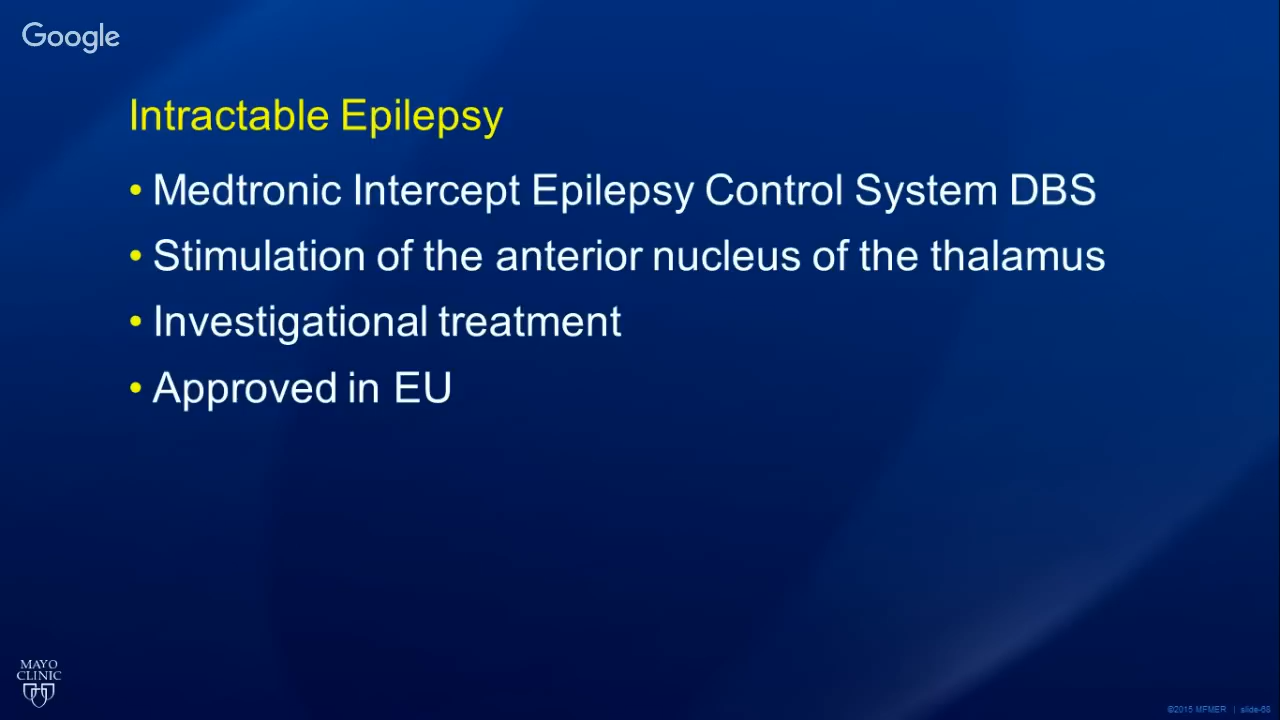 Google
Intractable Epilepsy
• Medtronic Intercept Epilepsy Control System DBS
• Stimulation of the anterior nucleus of the thalamus
• Investigational treatment
• Approved in EU
MAYO
CLINIC
©2015 MFMER | slide-